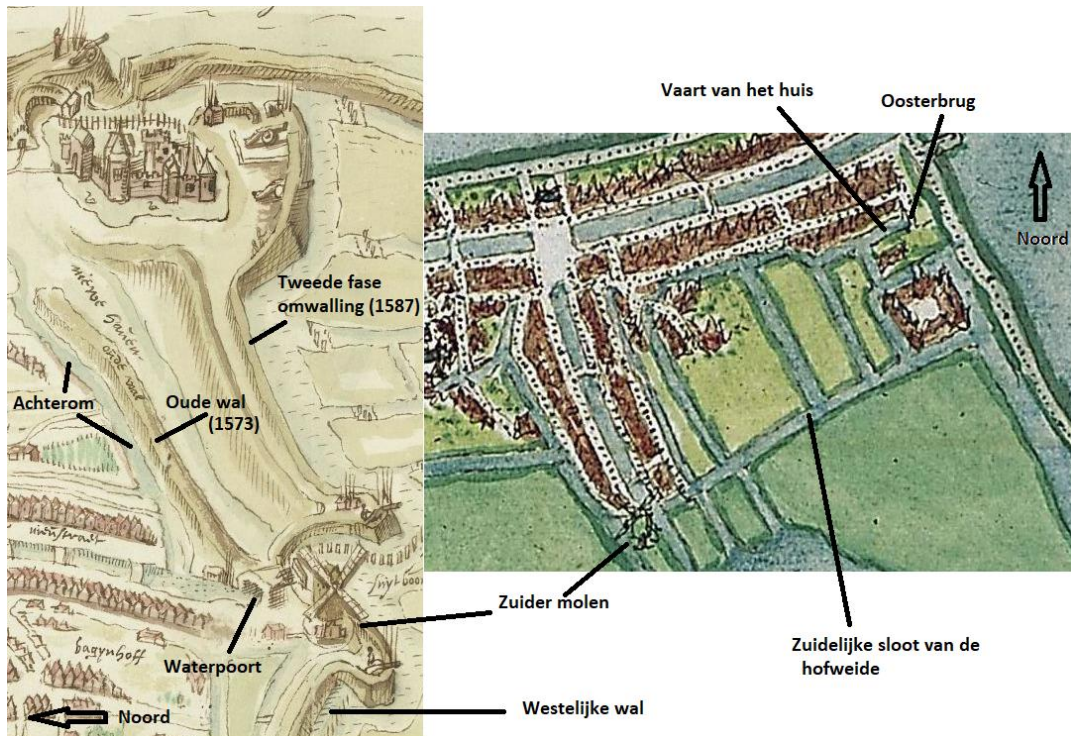 Vaart van het huis
Oosterbrug
Noord
Tweede fase
omwalling (1587)
Achterom
Oude wal
(1573)
oude wal
nieustradt
bagynhoff
Zuider molen
Waterpoort
Zuidelijke sloot van de
hofweide
Noord
Westelijke wal